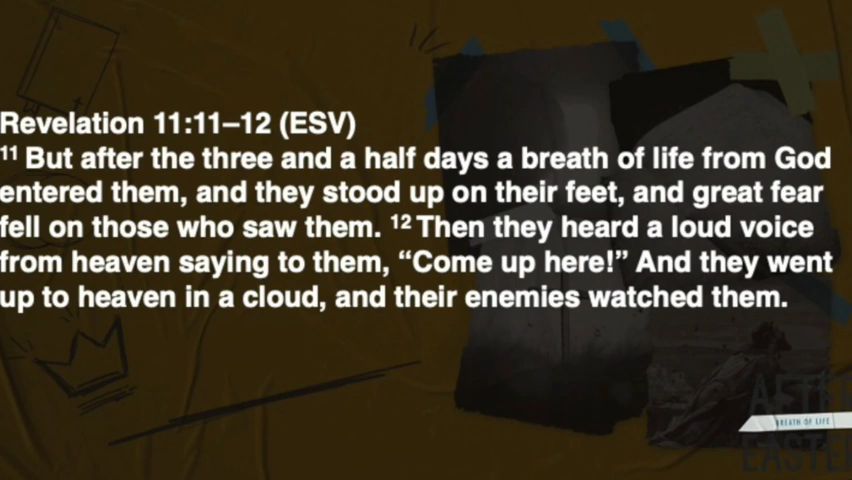 Revelation 11:11–12 (ESV)
¹¹ But after the three and a half days a breath of life from God
entered them, and they stood up on their feet, and great fear
fell on those who saw them. ¹² Then they heard a loud voice
from heaven saying to them, “Come up here!” And they went
up to heaven in a cloud, and their enemies watched them.
AFTER
BREATH OF LIFE
EASTER